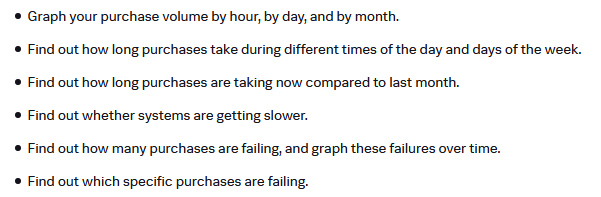 • Graph your purchase volume by hour, by day, and by month.
• Find out how long purchases take during different times of the day and days of the week.
• Find out how long purchases are taking now compared to last month.
• Find out whether systems are getting slower.
• Find out how many purchases are failing, and graph these failures over time.
• Find out which specific purchases are failing.